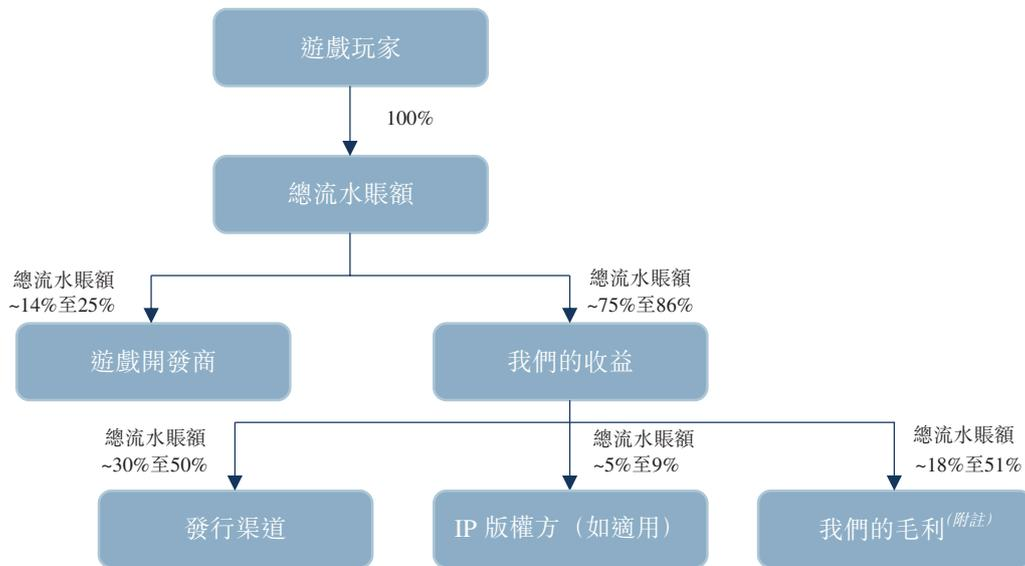 遊戲玩家
100%
總流水賬額
總流水賬額
~14%至25%
總流水賬額
~75%至86%
遊戲開發商
我們的收益
總流水賬額
~30%至50%
總流水賬額
~5%至9%
總流水賬額
~18%至51%
發行渠道
IP 版權方（如適用）
我們的毛利(附註)